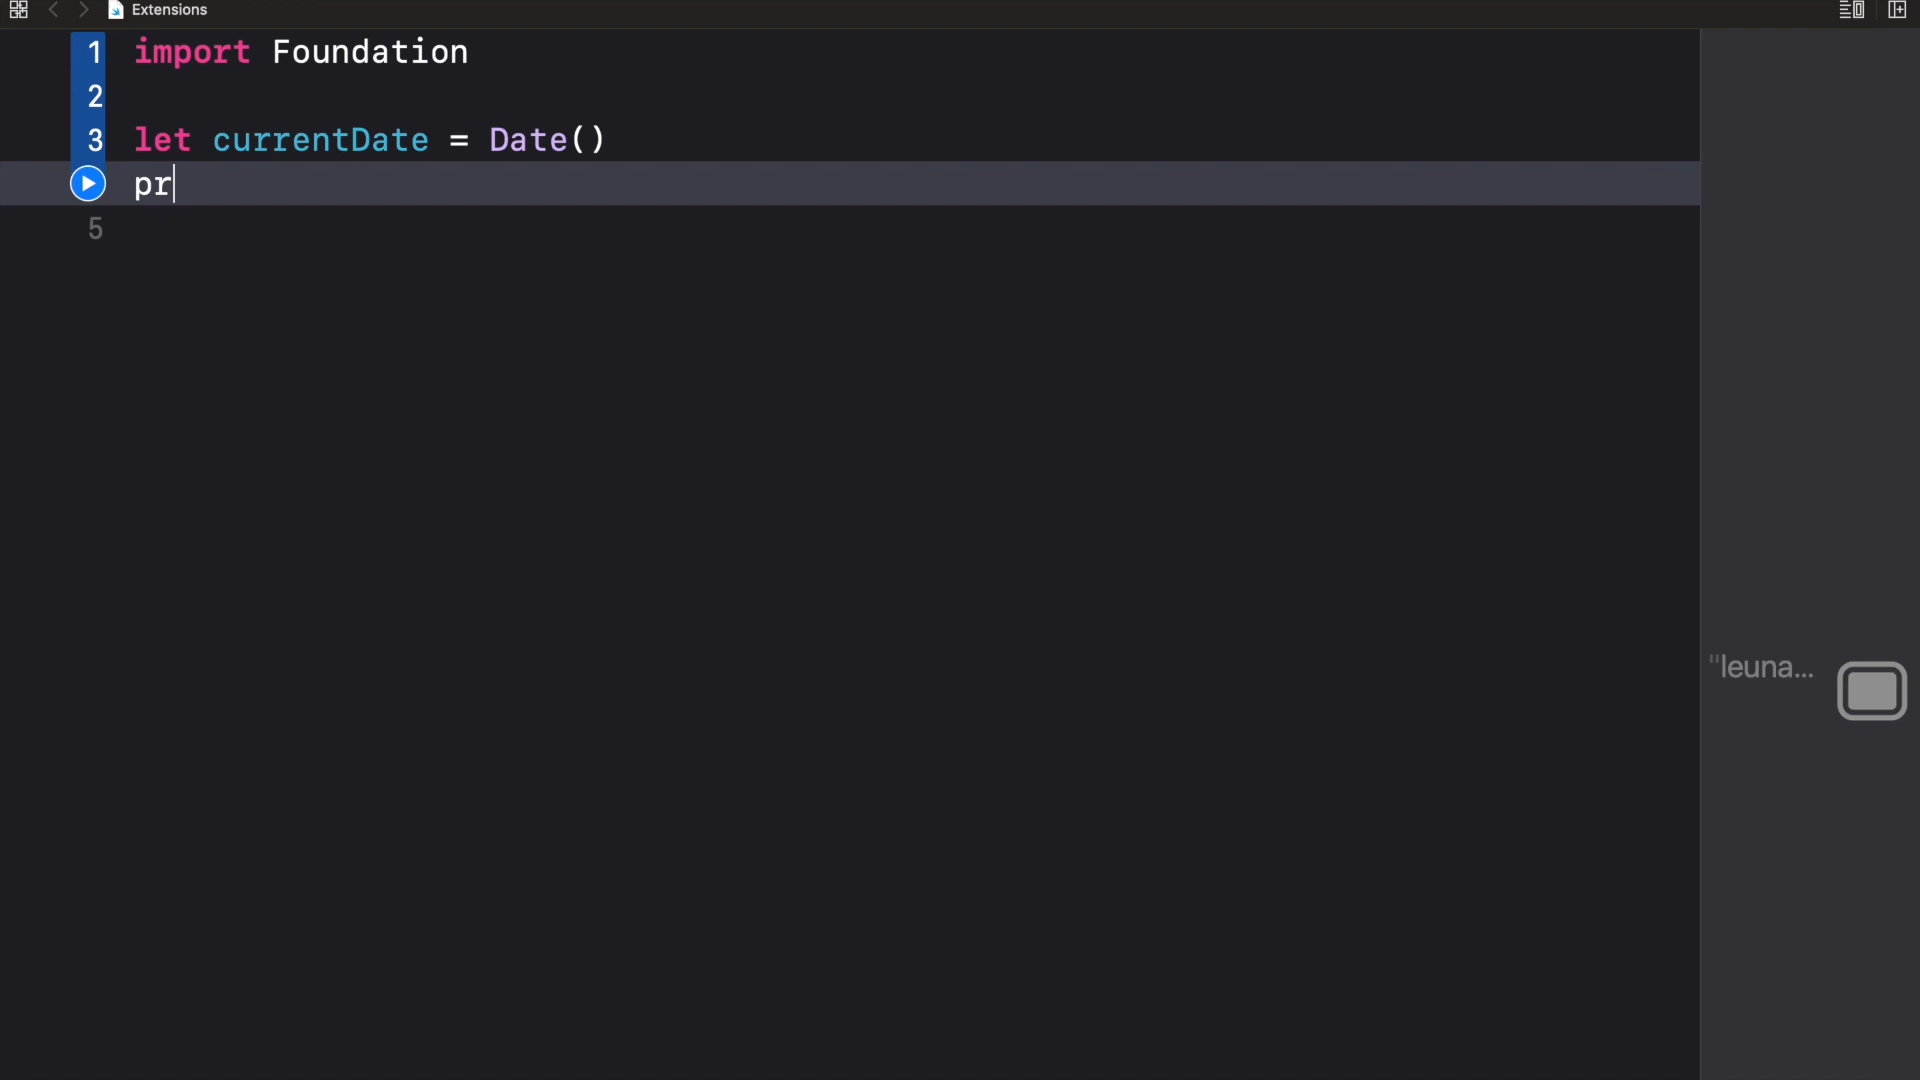 Extensions
1 import Foundation
2
3 let currentDate = Date()
pr
5
"leuna...